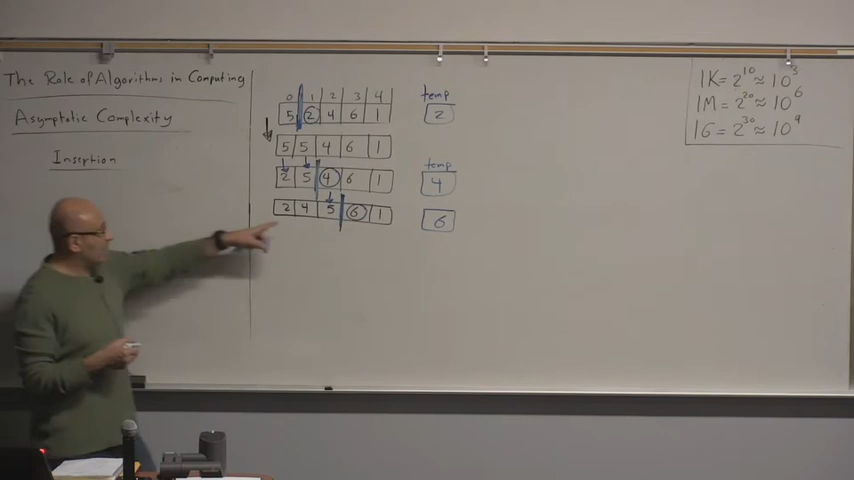 The Role of Algorithms in Computing
Asymptotic Complexity
Insertion
0 1 2 3 4
5 2 4 6 1
temp
2
5 5 4 6 1
2 5 4 6 1
temp
4
2 4 5 6 1
6
1K = 2^10 ≈ 10^3
1M = 2^20 ≈ 10^6
1G = 2^30 ≈ 10^9